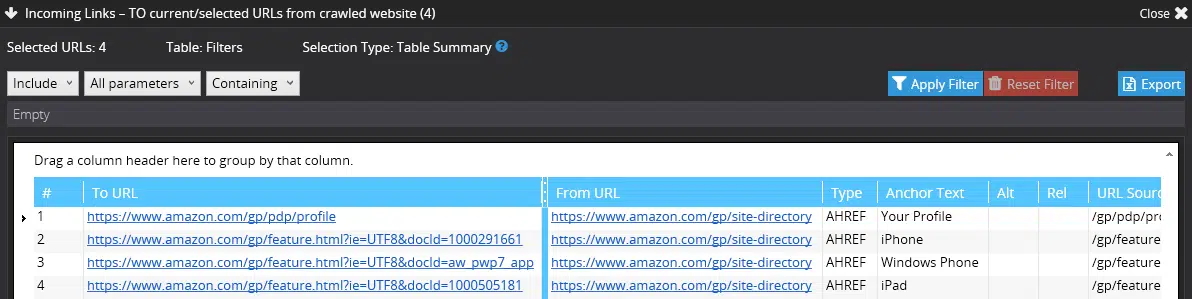 Incoming Links – TO current/selected URLs from crawled website (4) Close
Selected URLs: 4 Table: Filters Selection Type: Table Summary ?
Include All parameters Containing Apply Filter Reset Filter Export
Empty
Drag a column header here to group by that column.
# To URL From URL Type Anchor Text Alt Rel URL Sourc
1 https://www.amazon.com/gp/pdp/profile https://www.amazon.com/gp/site-directory AHREF Your Profile /gp/pdp/pro
2 https://www.amazon.com/gp/feature.html?ie=UTF8&docId=1000291661 https://www.amazon.com/gp/site-directory AHREF iPhone /gp/feature
3 https://www.amazon.com/gp/feature.html?ie=UTF8&docId=aw_pwp7_app https://www.amazon.com/gp/site-directory AHREF Windows Phone /gp/feature
4 https://www.amazon.com/gp/feature.html?ie=UTF8&docId=1000505181 https://www.amazon.com/gp/site-directory AHREF iPad /gp/feature